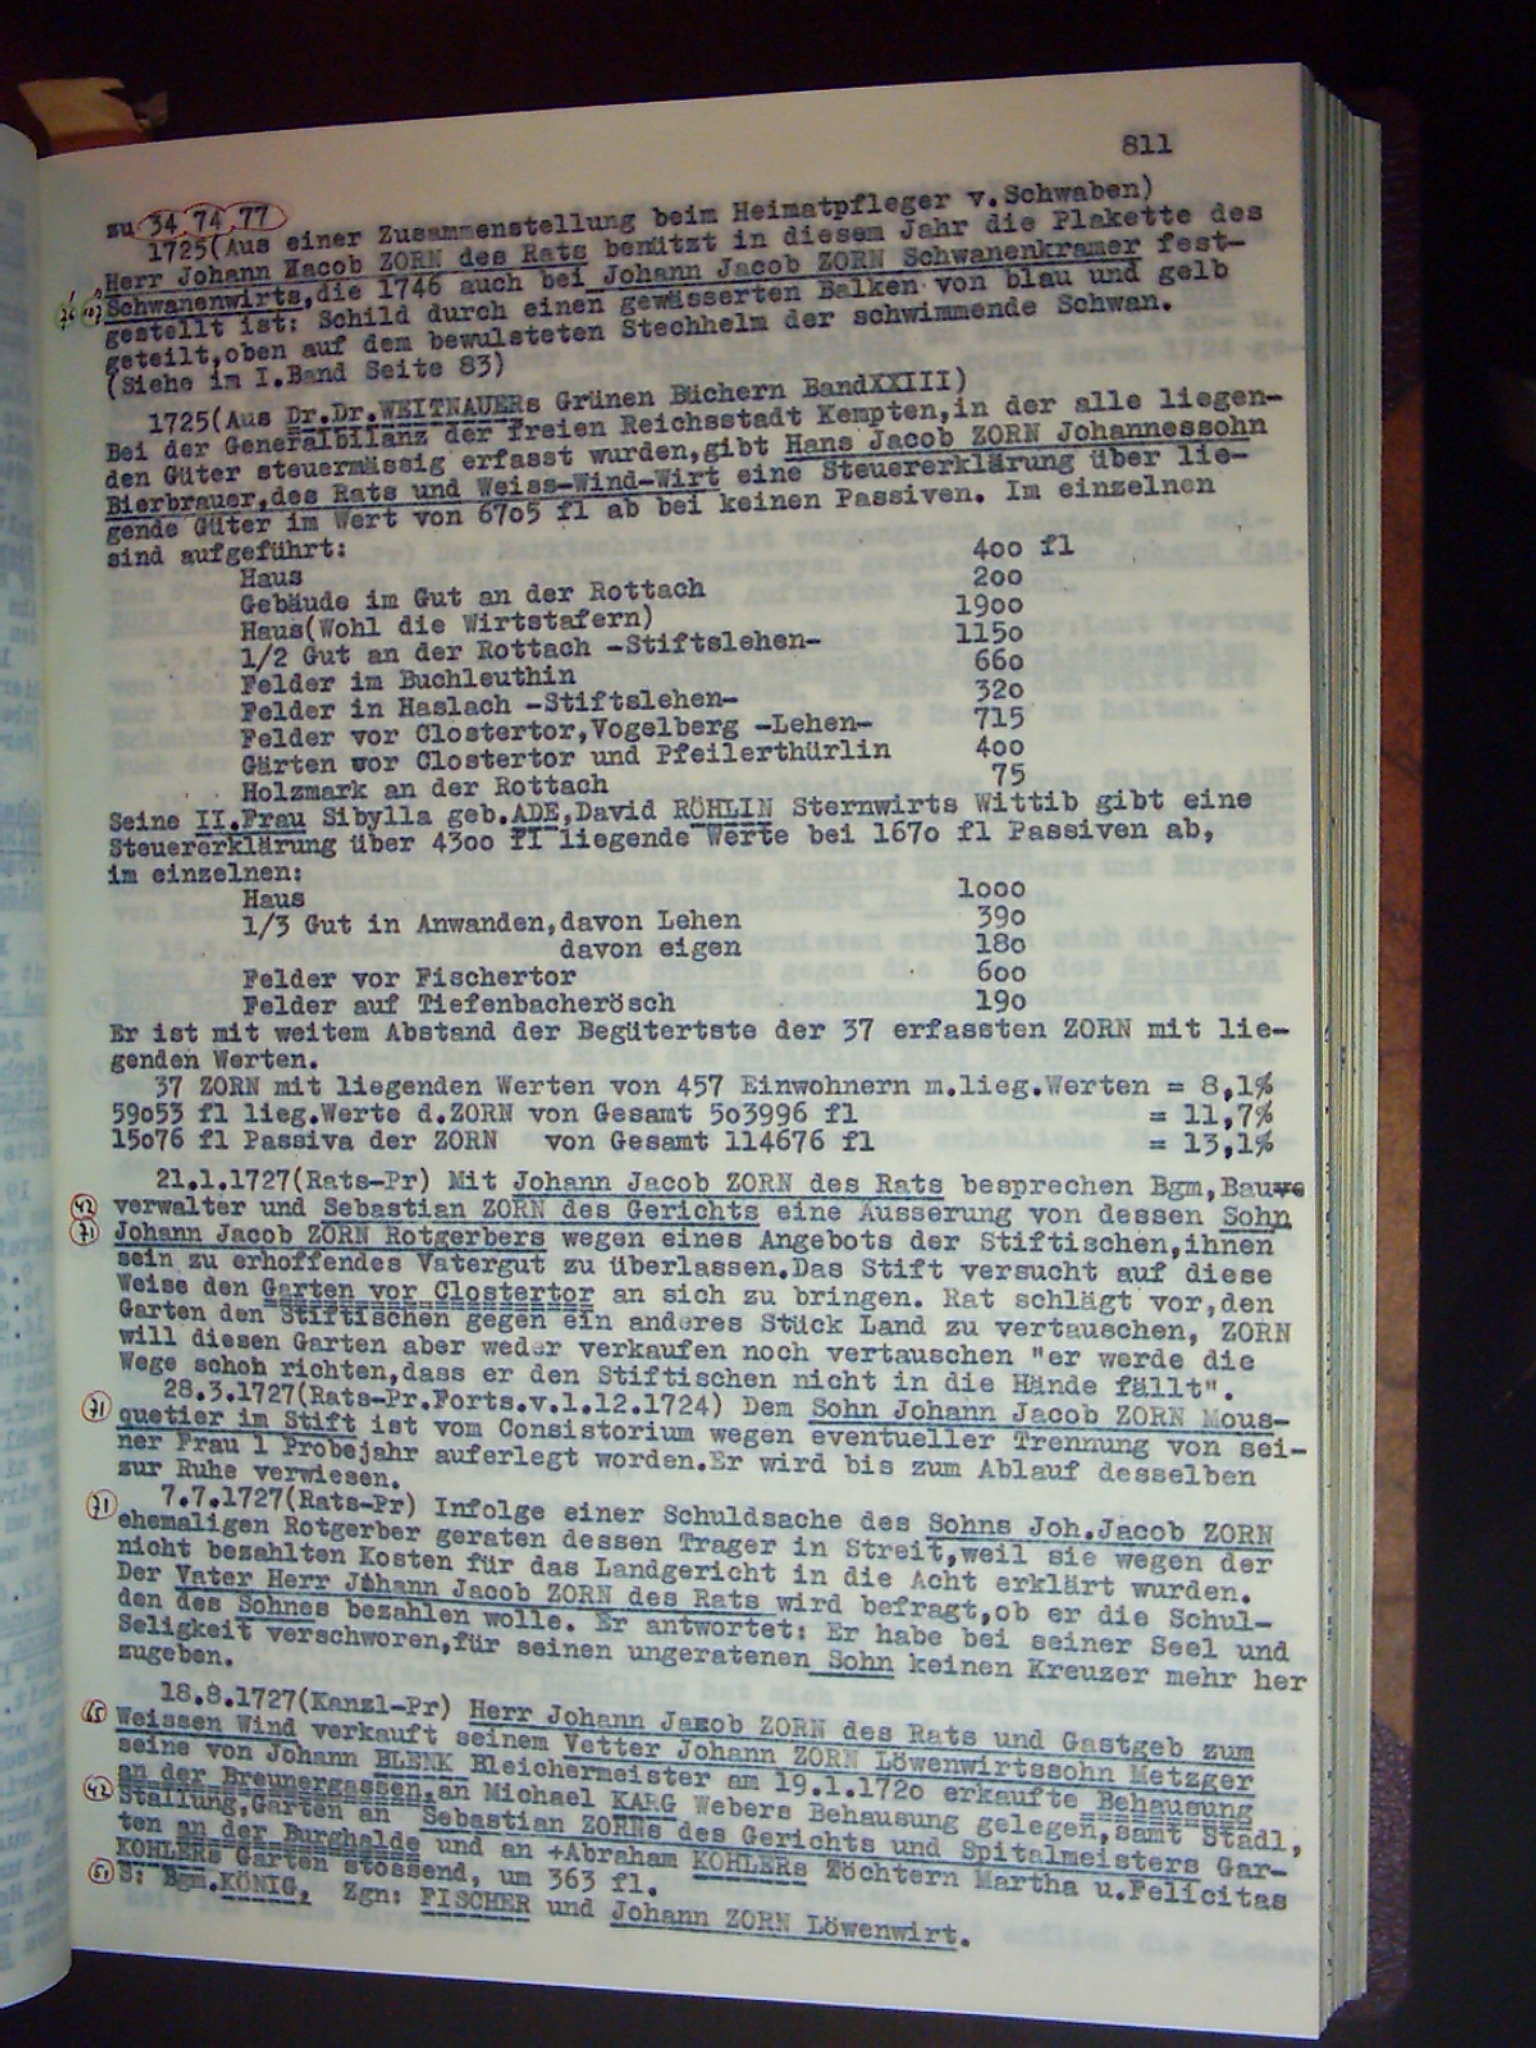 811
zu 34 74 77
1725(Aus einer Zusammenstellung beim Heimatpfleger v.Schwaben)
Herr Johann Hacob ZORN des Rats benützt in diesem Jahr die Plakette des
Schwanenwirts,die 1746 auch bei Johann Jacob ZORN Schwanenkramer fest-
gestellt ist: Schild durch einen gewässerten Balken von blau und gelb
geteilt,oben auf dem bewulsteten Stechhelm der schwimmende Schwan.
(Siehe im I.Band Seite 83)
1725(Aus Dr.Dr.WEITNAUERs Grünen Büchern BandXXIII)
Bei der Generalbilanz der freien Reichsstadt Kempten,in der alle liegen-
den Güter steuermässig erfasst wurden,gibt Hans Jacob ZORN Johannessohn
Bierbrauer,des Rats und Weiss-Wind-Wirt eine Steuererklärung über lie-
gende Güter im Wert von 6705 fl ab bei keinen Passiven. Im einzelnen
sind aufgeführt:
Haus 400 fl
Gebäude im Gut an der Rottach 200
Haus(Wohl die Wirtstafern) 1900
1/2 Gut an der Rottach -Stiftslehen- 1150
Felder im Buchleuthin 660
Felder in Haslach -Stiftslehen- 320
Felder vor Clostertor,Vogelberg -Lehen- 715
Gärten vor Clostertor und Pfeilerthürlin 400
Holzmark an der Rottach 75
Seine II.Frau Sibylla geb.ADE,David RÖHLIN Sternwirts Wittib gibt eine
Steuererklärung über 4300 fl liegende Werte bei 1670 fl Passiven ab,
im einzelnen:
Haus 1000
1/3 Gut in Anwanden,davon Lehen 390
davon eigen 180
Felder vor Fischertor 600
Felder auf Tiefenbacherösch 190
Er ist mit weitem Abstand der Begütertste der 37 erfassten ZORN mit lie-
genden Werten.
37 ZORN mit liegenden Werten von 457 Einwohnern m.lieg.Werten = 8,1%
59053 fl lieg.Werte d.ZORN von Gesamt 503996 fl = 11,7%
15076 fl Passiva der ZORN von Gesamt 114676 fl = 13,1%
21.1.1727(Rats-Pr) Mit Johann Jacob ZORN des Rats besprechen Bgm,Bau
42 verwalter und Sebastian ZORN des Gerichts eine Äusserung von dessen Sohn
71 Johann Jacob ZORN Rotgerbers wegen eines Angebots der Stiftischen,ihnen
sein zu erhoffendes Vatergut zu überlassen.Das Stift versucht auf diese
Weise den Garten vor Clostertor an sich zu bringen. Rat schlägt vor,den
Garten den Stiftischen gegen ein anderes Stück Land zu vertauschen, ZORN
will diesen Garten aber weder verkaufen noch vertauschen "er werde die
Wege schoh richten,dass er den Stiftischen nicht in die Hände fällt".
28.3.1727(Rats-Pr.Forts.v.1.12.1724) Dem Sohn Johann Jacob ZORN Mous-
71 quetier im Stift ist vom Consistorium wegen eventueller Trennung von sei-
ner Frau 1 Probejahr auferlegt worden.Er wird bis zum Ablauf desselben
zur Ruhe verwiesen.
71 7.7.1727(Rats-Pr) Infolge einer Schuldsache des Sohns Joh.Jacob ZORN
ehemaligen Rotgerber geraten dessen Trager in Streit,weil sie wegen der
nicht bezahlten Kosten für das Landgericht in die Acht erklärt wurden.
Der Vater Herr Johann Jacob ZORN des Rats wird befragt,ob er die Schul-
den des Sohnes bezahlen wolle. Er antwortet: Er habe bei seiner Seel und
Seligkeit verschworen,für seinen ungeratenen Sohn keinen Kreuzer mehr her
zugeben.
18.8.1727(Kanzl-Pr) Herr Johann Jacob ZORN des Rats und Gastgeb zum
65 Weissen Wind verkauft seinem Vetter Johann ZORN Löwenwirtssohn Metzger
seine von Johann BLENK Bleichermeister am 19.1.1720 erkaufte Behausung
an der Breunergassen,an Michael KARG Webers Behausung gelegen,samt Stadl,
42 Stallung,Garten an Sebastian ZORNs des Gerichts und Spitalmeisters Gar-
ten an der Burghalde und an +Abraham KOHLERs Töchtern Martha u.Felicitas
KOHLERs Garten stossend, um 363 fl.
61 S: Bgm.KÖNIG, Zgn: FISCHER und Johann ZORN Löwenwirt.